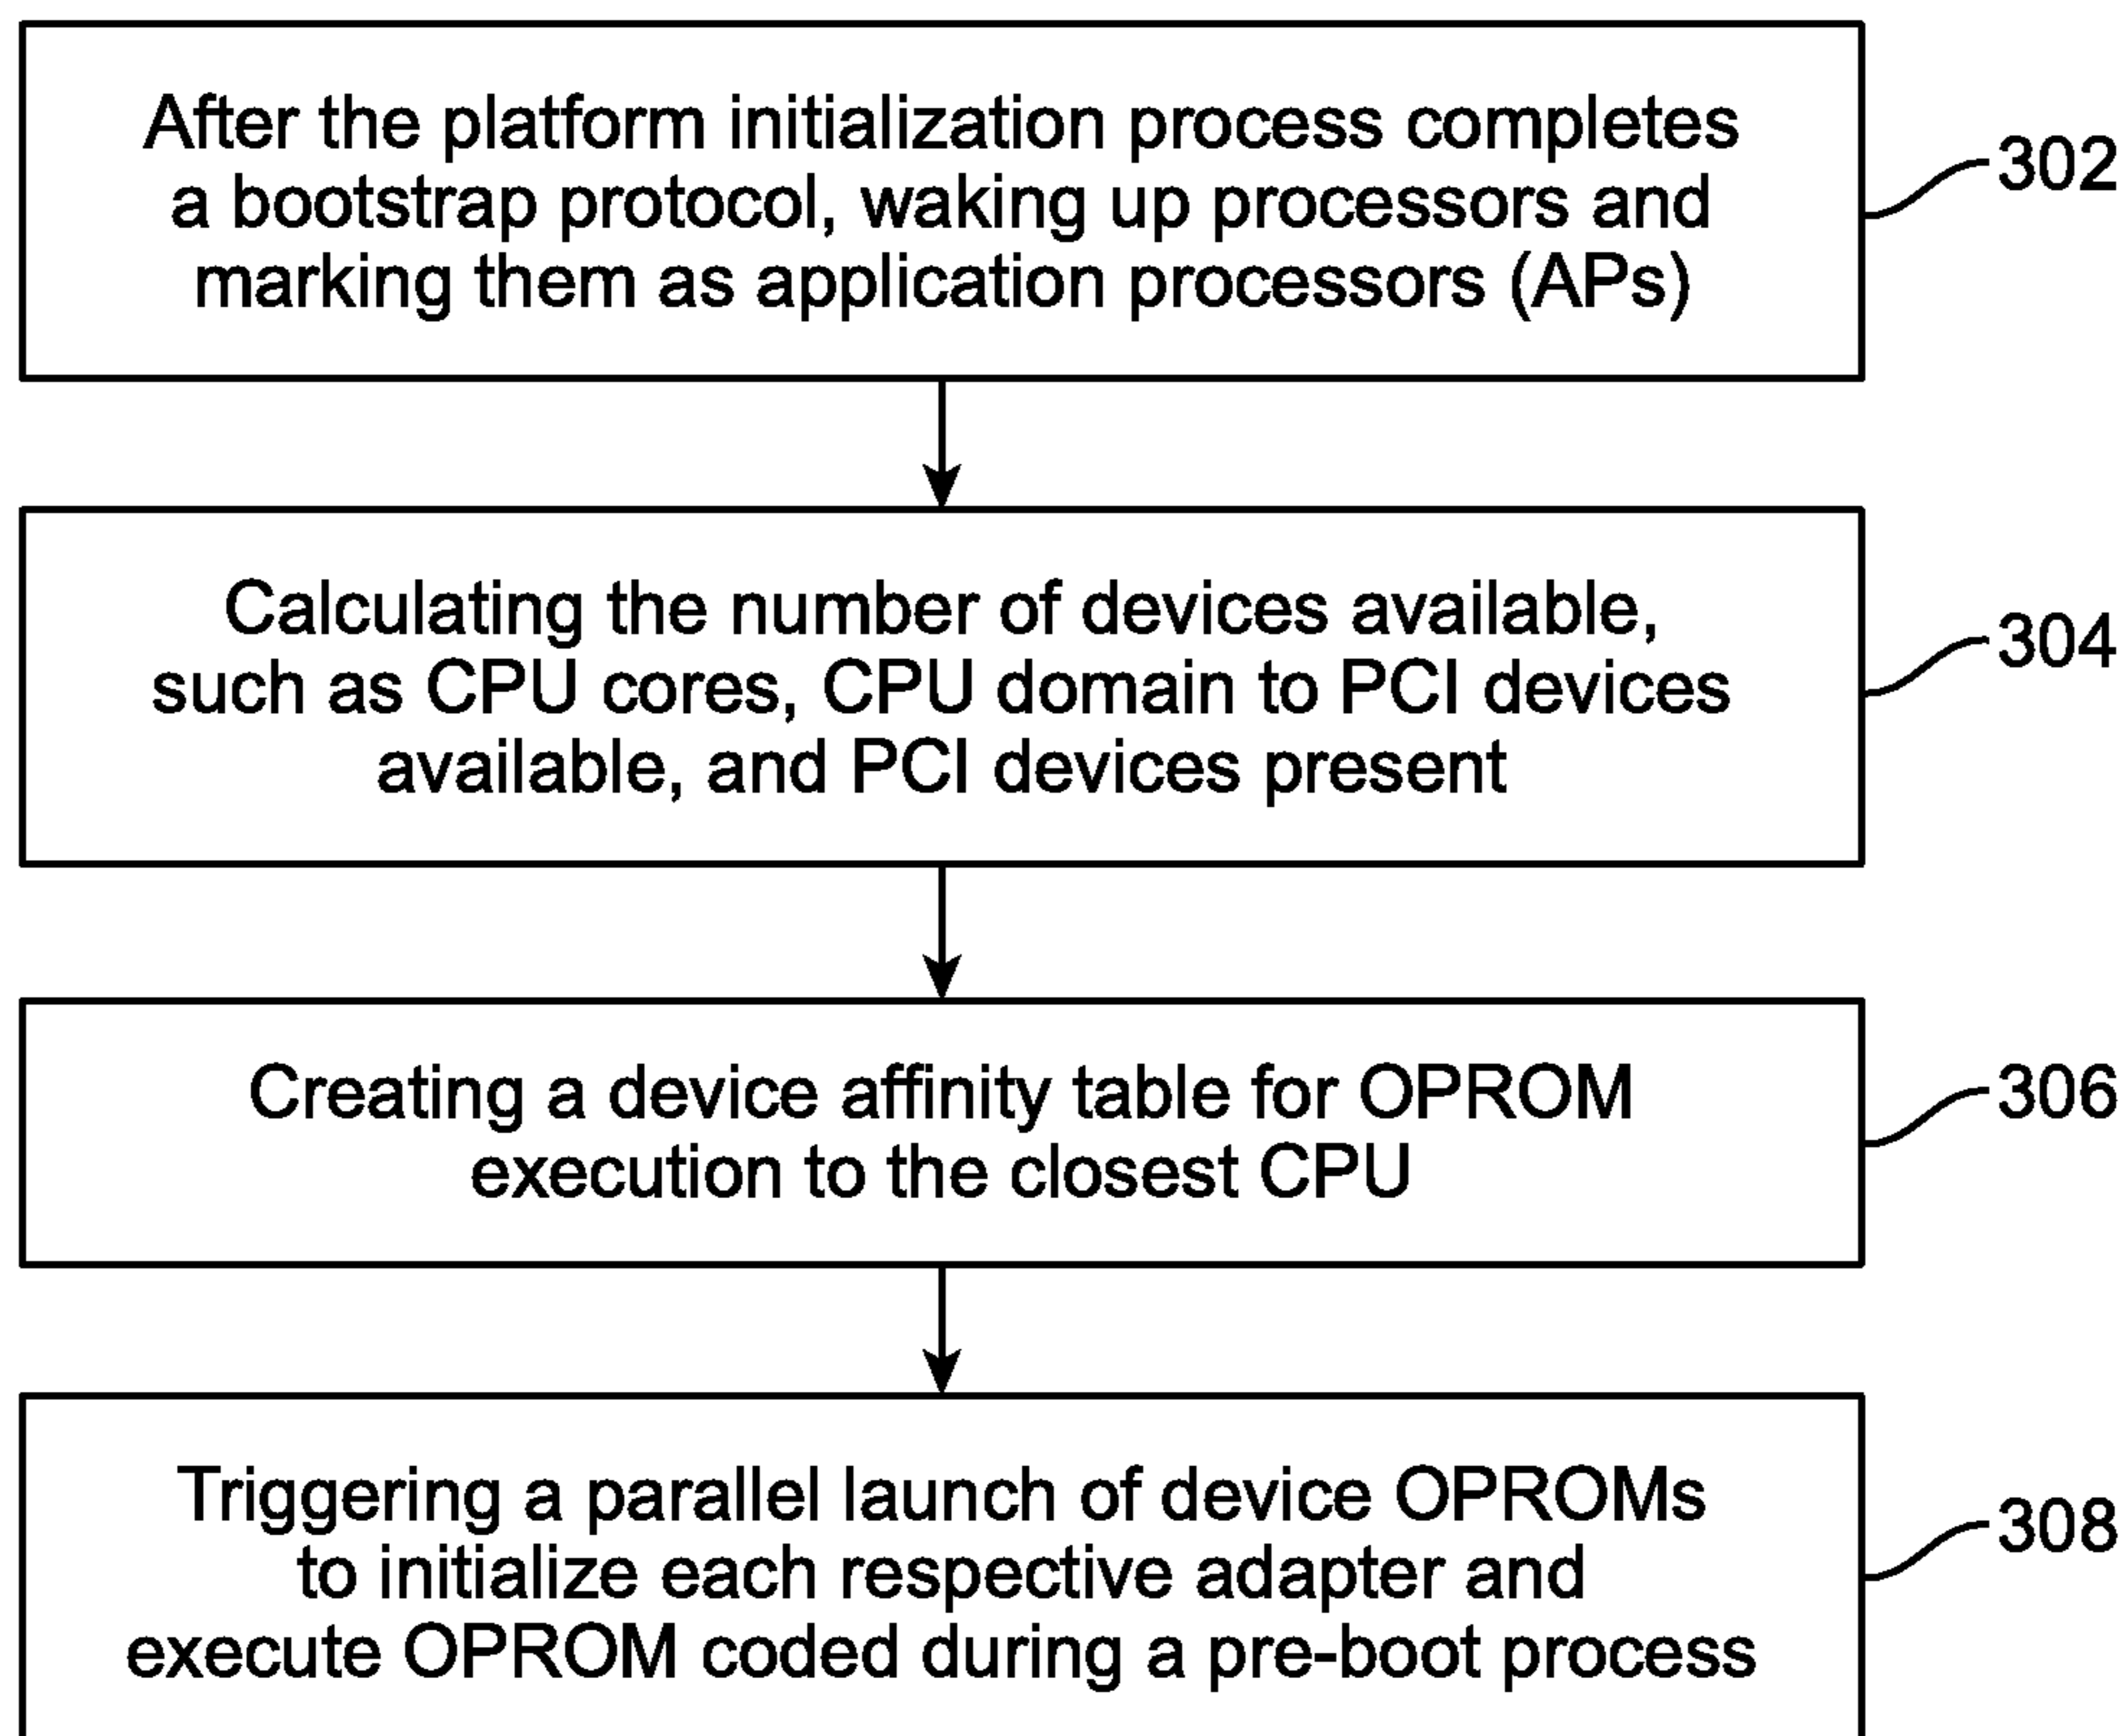 After the platform initialization process completes
a bootstrap protocol, waking up processors and
marking them as application processors (APs)
302
Calculating the number of devices available,
such as CPU cores, CPU domain to PCI devices
available, and PCI devices present
304
Creating a device affinity table for OPROM
execution to the closest CPU
306
Triggering a parallel launch of device OPROMs
to initialize each respective adapter and
execute OPROM coded during a pre-boot process
308